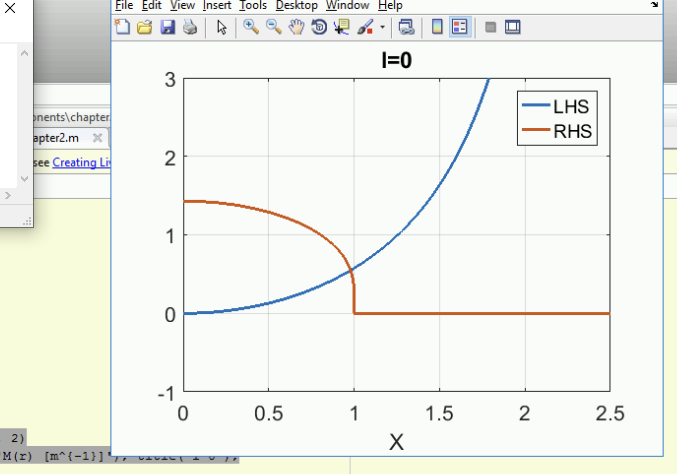 File Edit View Insert Tools Desktop Window Help
l=0
3
LHS
RHS
nents\chapter
apter2.m
see Creating Li
2
1
0
-1
0 0.5 1 1.5 2 2.5
X
2)
M(r) [m^{-1}]